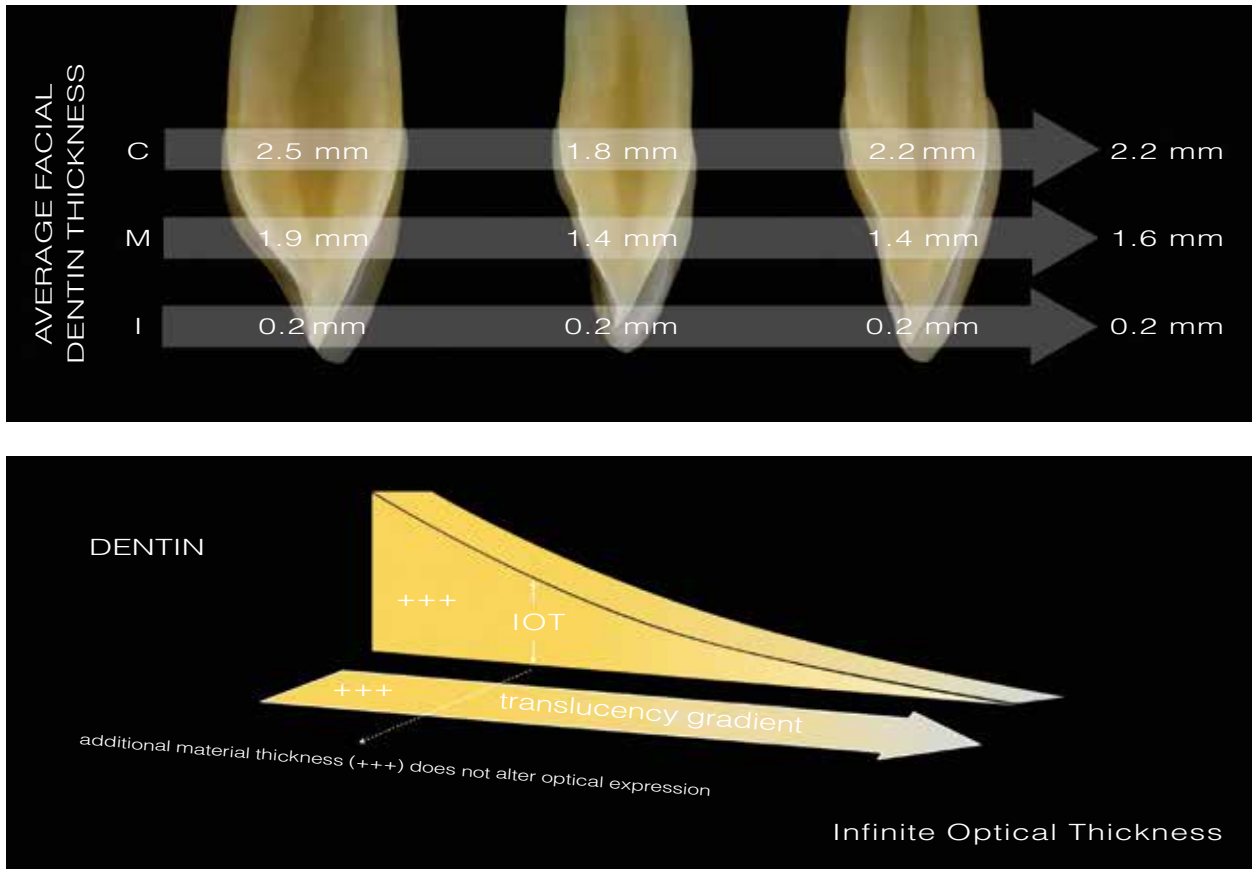 AVERAGE FACIAL
DENTIN THICKNESS
C 2.5 mm 1.8 mm 2.2 mm 2.2 mm
M 1.9 mm 1.4 mm 1.4 mm 1.6 mm
I 0.2 mm 0.2 mm 0.2 mm 0.2 mm
DENTIN
+++
IOT
+++
translucency gradient
additional material thickness (+++) does not alter optical expression
Infinite Optical Thickness